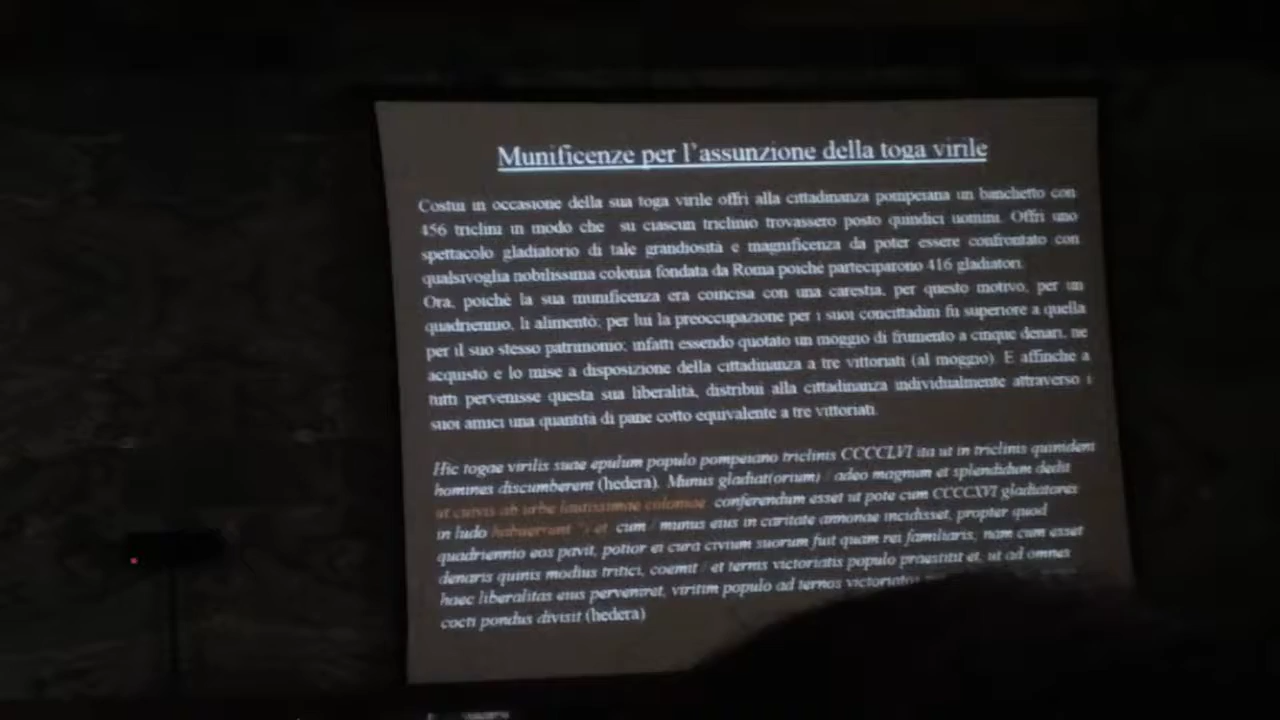 Munificenze per l'assunzione della toga virile
Costui in occasione della sua toga virile offrì alla cittadinanza pompeiana un banchetto con
456 triclini in modo che su ciascun triclinio trovassero posto quindici uomini. Offrì uno
spettacolo gladiatorio di tale grandiosità e magnificenza da poter essere confrontato con
qualsivoglia nobilissima colonia fondata da Roma poiché parteciparono 416 gladiatori.
Ora, poiché la sua munificenza era coincisa con una carestia, per questo motivo, per un
quadriennio, li alimentò; per lui la preoccupazione per i suoi concittadini fu superiore a quella
per il suo stesso patrimonio; infatti essendo quotato un moggio di frumento a cinque denari, ne
acquistò e lo mise a disposizione della cittadinanza a tre vittoriati (al moggio). E affinché a
tutti pervenisse questa sua liberalità, distribuì alla cittadinanza individualmente attraverso i
suoi amici una quantità di pane cotto equivalente a tre vittoriati.
Hic togae virilis suae epulum populo pompeiano triclinis CCCCLVI ita ut in triclinis quinideni
homines discumberent (hedera). Munus gladiat(orium) / adeo magnum et splendidum dedit
ut cuivis ab urbe lautissimae coloniae conferendum esset ut pote cum CCCCXVI gladiatores
in ludo habuerunt et cum / munus eius in caritate annonae incidisset, propter quod
quadriennio eos pavit, potior ei cura civium suorum fuit quam rei familiaris; nam cum esset
denaris quinis modius tritici, coemit / et ternis victoriatis populo praestitit et, ut ad omnes
haec liberalitas eius perveniret, viritim populo ad ternos victoriatos
cocti pondus divisit (hedera)